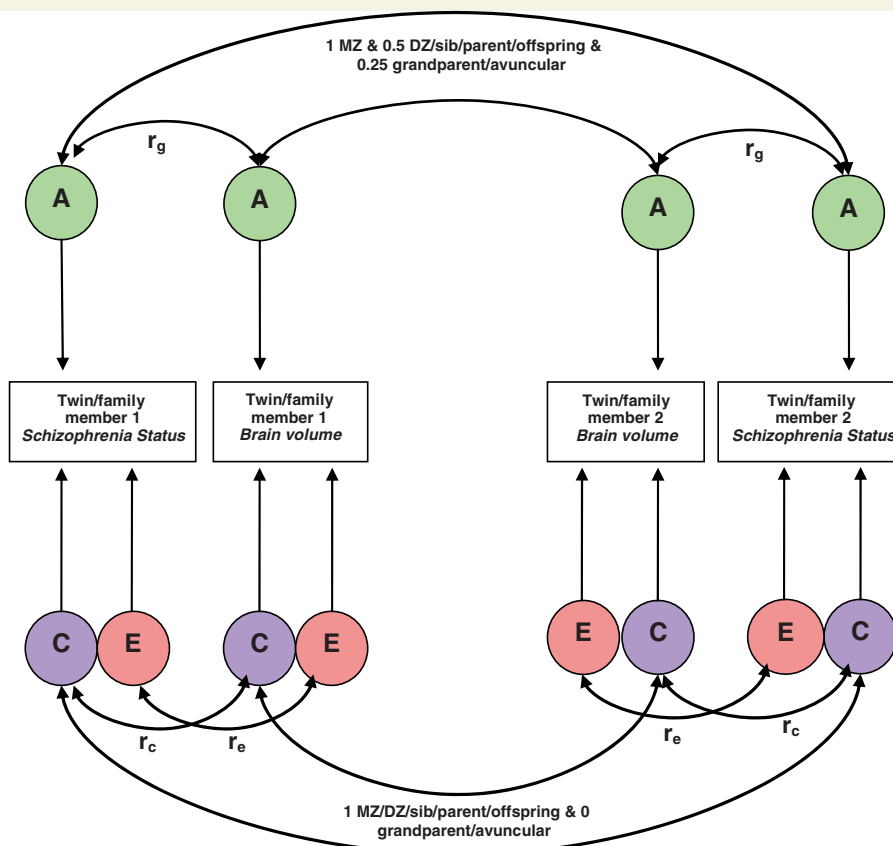 1 MZ & 0.5 DZ/sib/parent/offspring &
0.25 grandparent/avuncular
rg
rg
A
A
A
A
Twin/family
member 1
Schizophrenia Status
Twin/family
member 1
Brain volume
Twin/family
member 2
Brain volume
Twin/family
member 2
Schizophrenia Status
C
E
C
E
E
C
E
C
rc
re
re
rc
1 MZ/DZ/sib/parent/offspring & 0
grandparent/avuncular